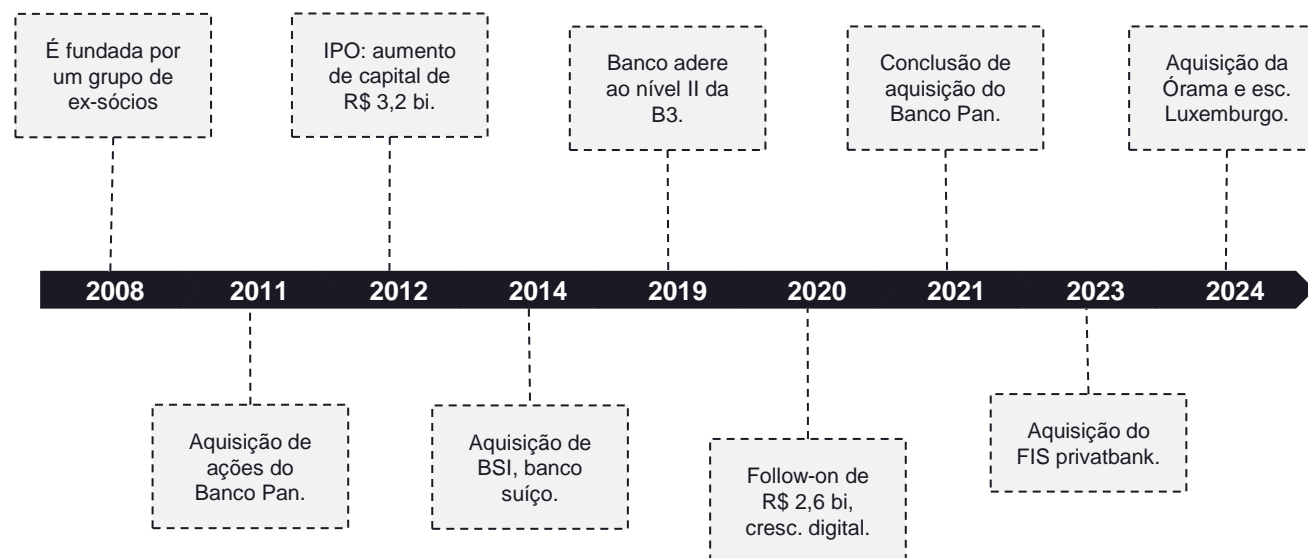 É fundada por
um grupo de
ex-sócios
IPO: aumento
de capital de
R$ 3,2 bi.
Banco adere
ao nível II da
B3.
Conclusão de
aquisição do
Banco Pan.
Aquisição da
Órama e esc.
Luxemburgo.
2008
2011
2012
2014
2019
2020
2021
2023
2024
Aquisição de
ações do
Banco Pan.
Aquisição de
BSI, banco
suíço.
Follow-on de
R$ 2,6 bi,
cresc. digital.
Aquisição do
FIS privatbank.